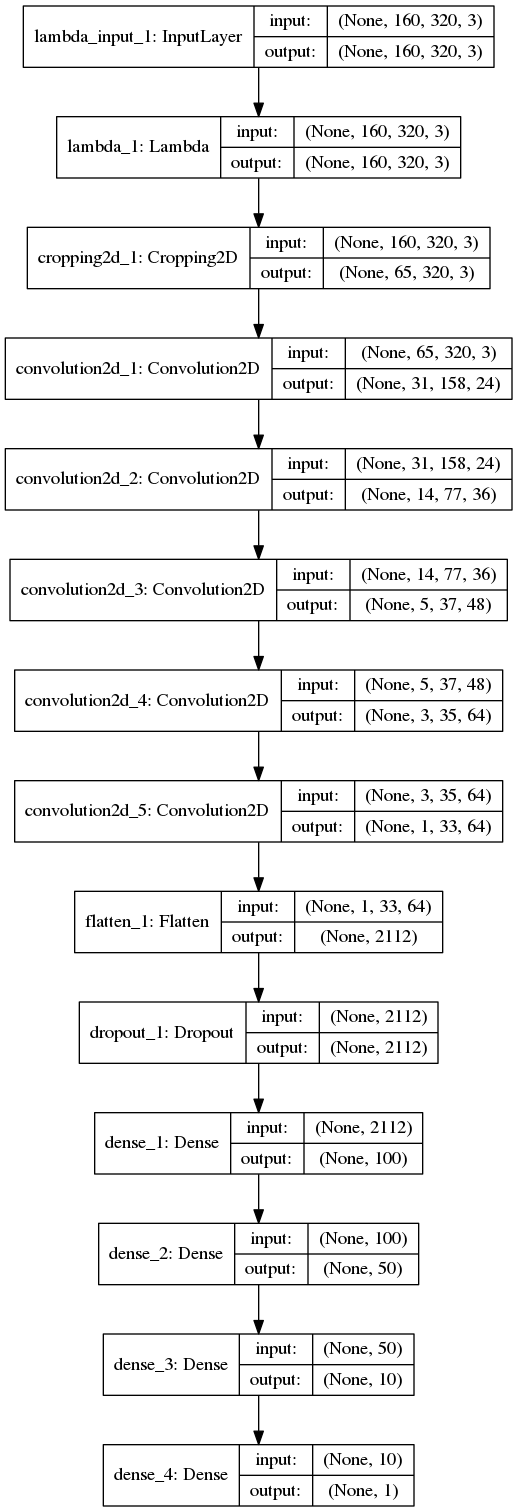 lambda_input_1: InputLayer
input: (None, 160, 320, 3)
output: (None, 160, 320, 3)
lambda_1: Lambda
input: (None, 160, 320, 3)
output: (None, 160, 320, 3)
cropping2d_1: Cropping2D
input: (None, 160, 320, 3)
output: (None, 65, 320, 3)
convolution2d_1: Convolution2D
input: (None, 65, 320, 3)
output: (None, 31, 158, 24)
convolution2d_2: Convolution2D
input: (None, 31, 158, 24)
output: (None, 14, 77, 36)
convolution2d_3: Convolution2D
input: (None, 14, 77, 36)
output: (None, 5, 37, 48)
convolution2d_4: Convolution2D
input: (None, 5, 37, 48)
output: (None, 3, 35, 64)
convolution2d_5: Convolution2D
input: (None, 3, 35, 64)
output: (None, 1, 33, 64)
flatten_1: Flatten
input: (None, 1, 33, 64)
output: (None, 2112)
dropout_1: Dropout
input: (None, 2112)
output: (None, 2112)
dense_1: Dense
input: (None, 2112)
output: (None, 100)
dense_2: Dense
input: (None, 100)
output: (None, 50)
dense_3: Dense
input: (None, 50)
output: (None, 10)
dense_4: Dense
input: (None, 10)
output: (None, 1)